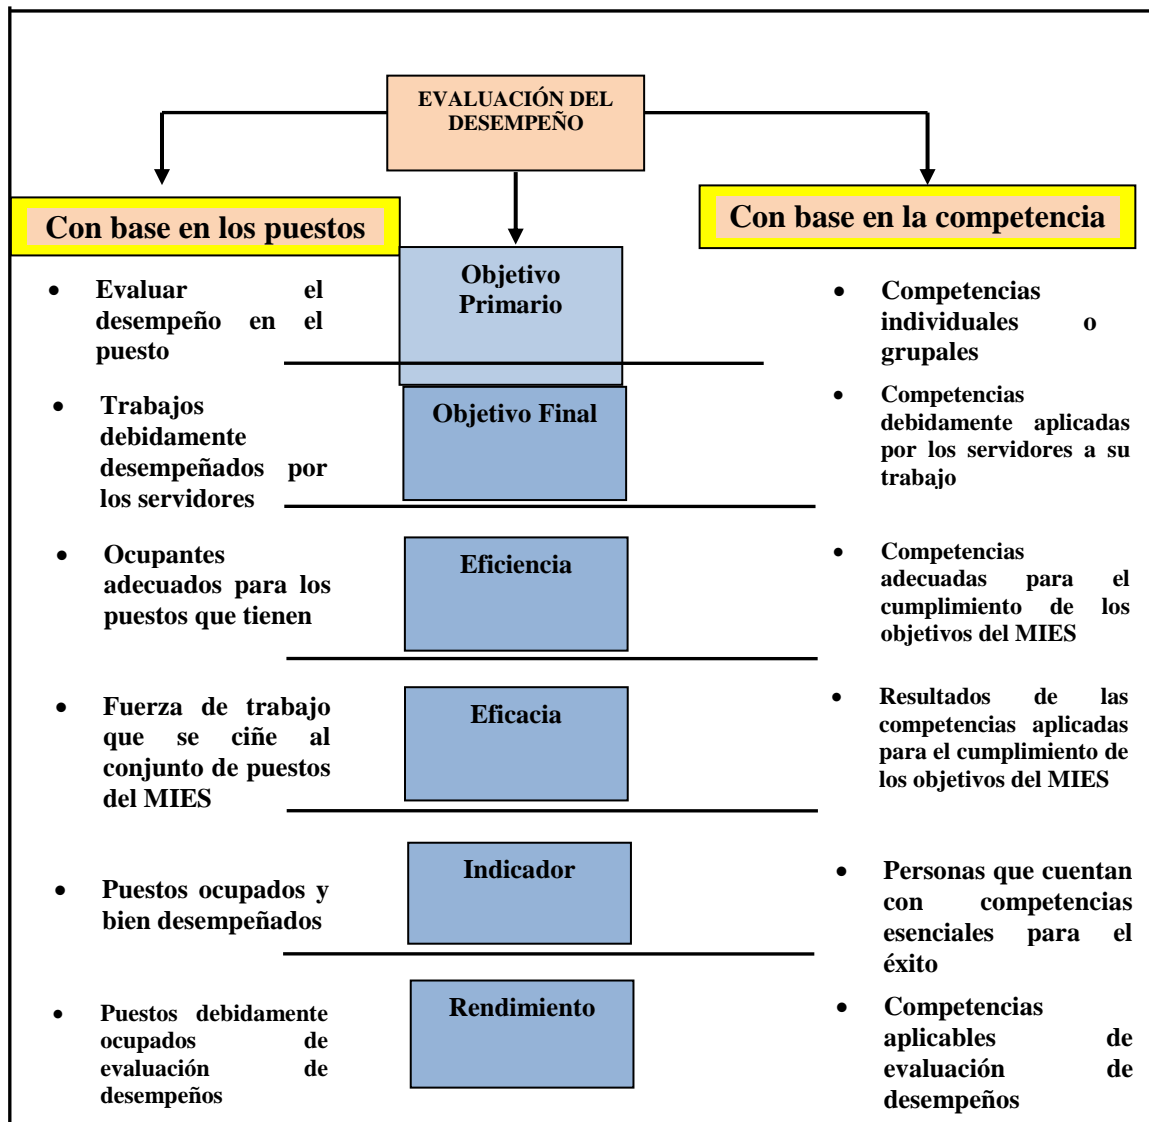 EVALUACIÓN DEL
DESEMPEÑO
Con base en los puestos
Con base en la competencia
Objetivo
Primario
• Evaluar el
desempeño en el
puesto
• Competencias
individuales o
grupales
Objetivo Final
• Trabajos
debidamente
desempeñados por
los servidores
• Competencias
debidamente aplicadas
por los servidores a su
trabajo
Eficiencia
• Ocupantes
adecuados para los
puestos que tienen
• Competencias
adecuadas para el
cumplimiento de los
objetivos del MIES
Eficacia
• Fuerza de trabajo
que se ciñe al
conjunto de puestos
del MIES
• Resultados de las
competencias aplicadas
para el cumplimiento de
los objetivos del MIES
Indicador
• Puestos ocupados y
bien desempeñados
• Personas que cuentan
con competencias
esenciales para el
éxito
Rendimiento
• Puestos debidamente
ocupados de
evaluación de
desempeños
• Competencias
aplicables de
evaluación de
desempeños